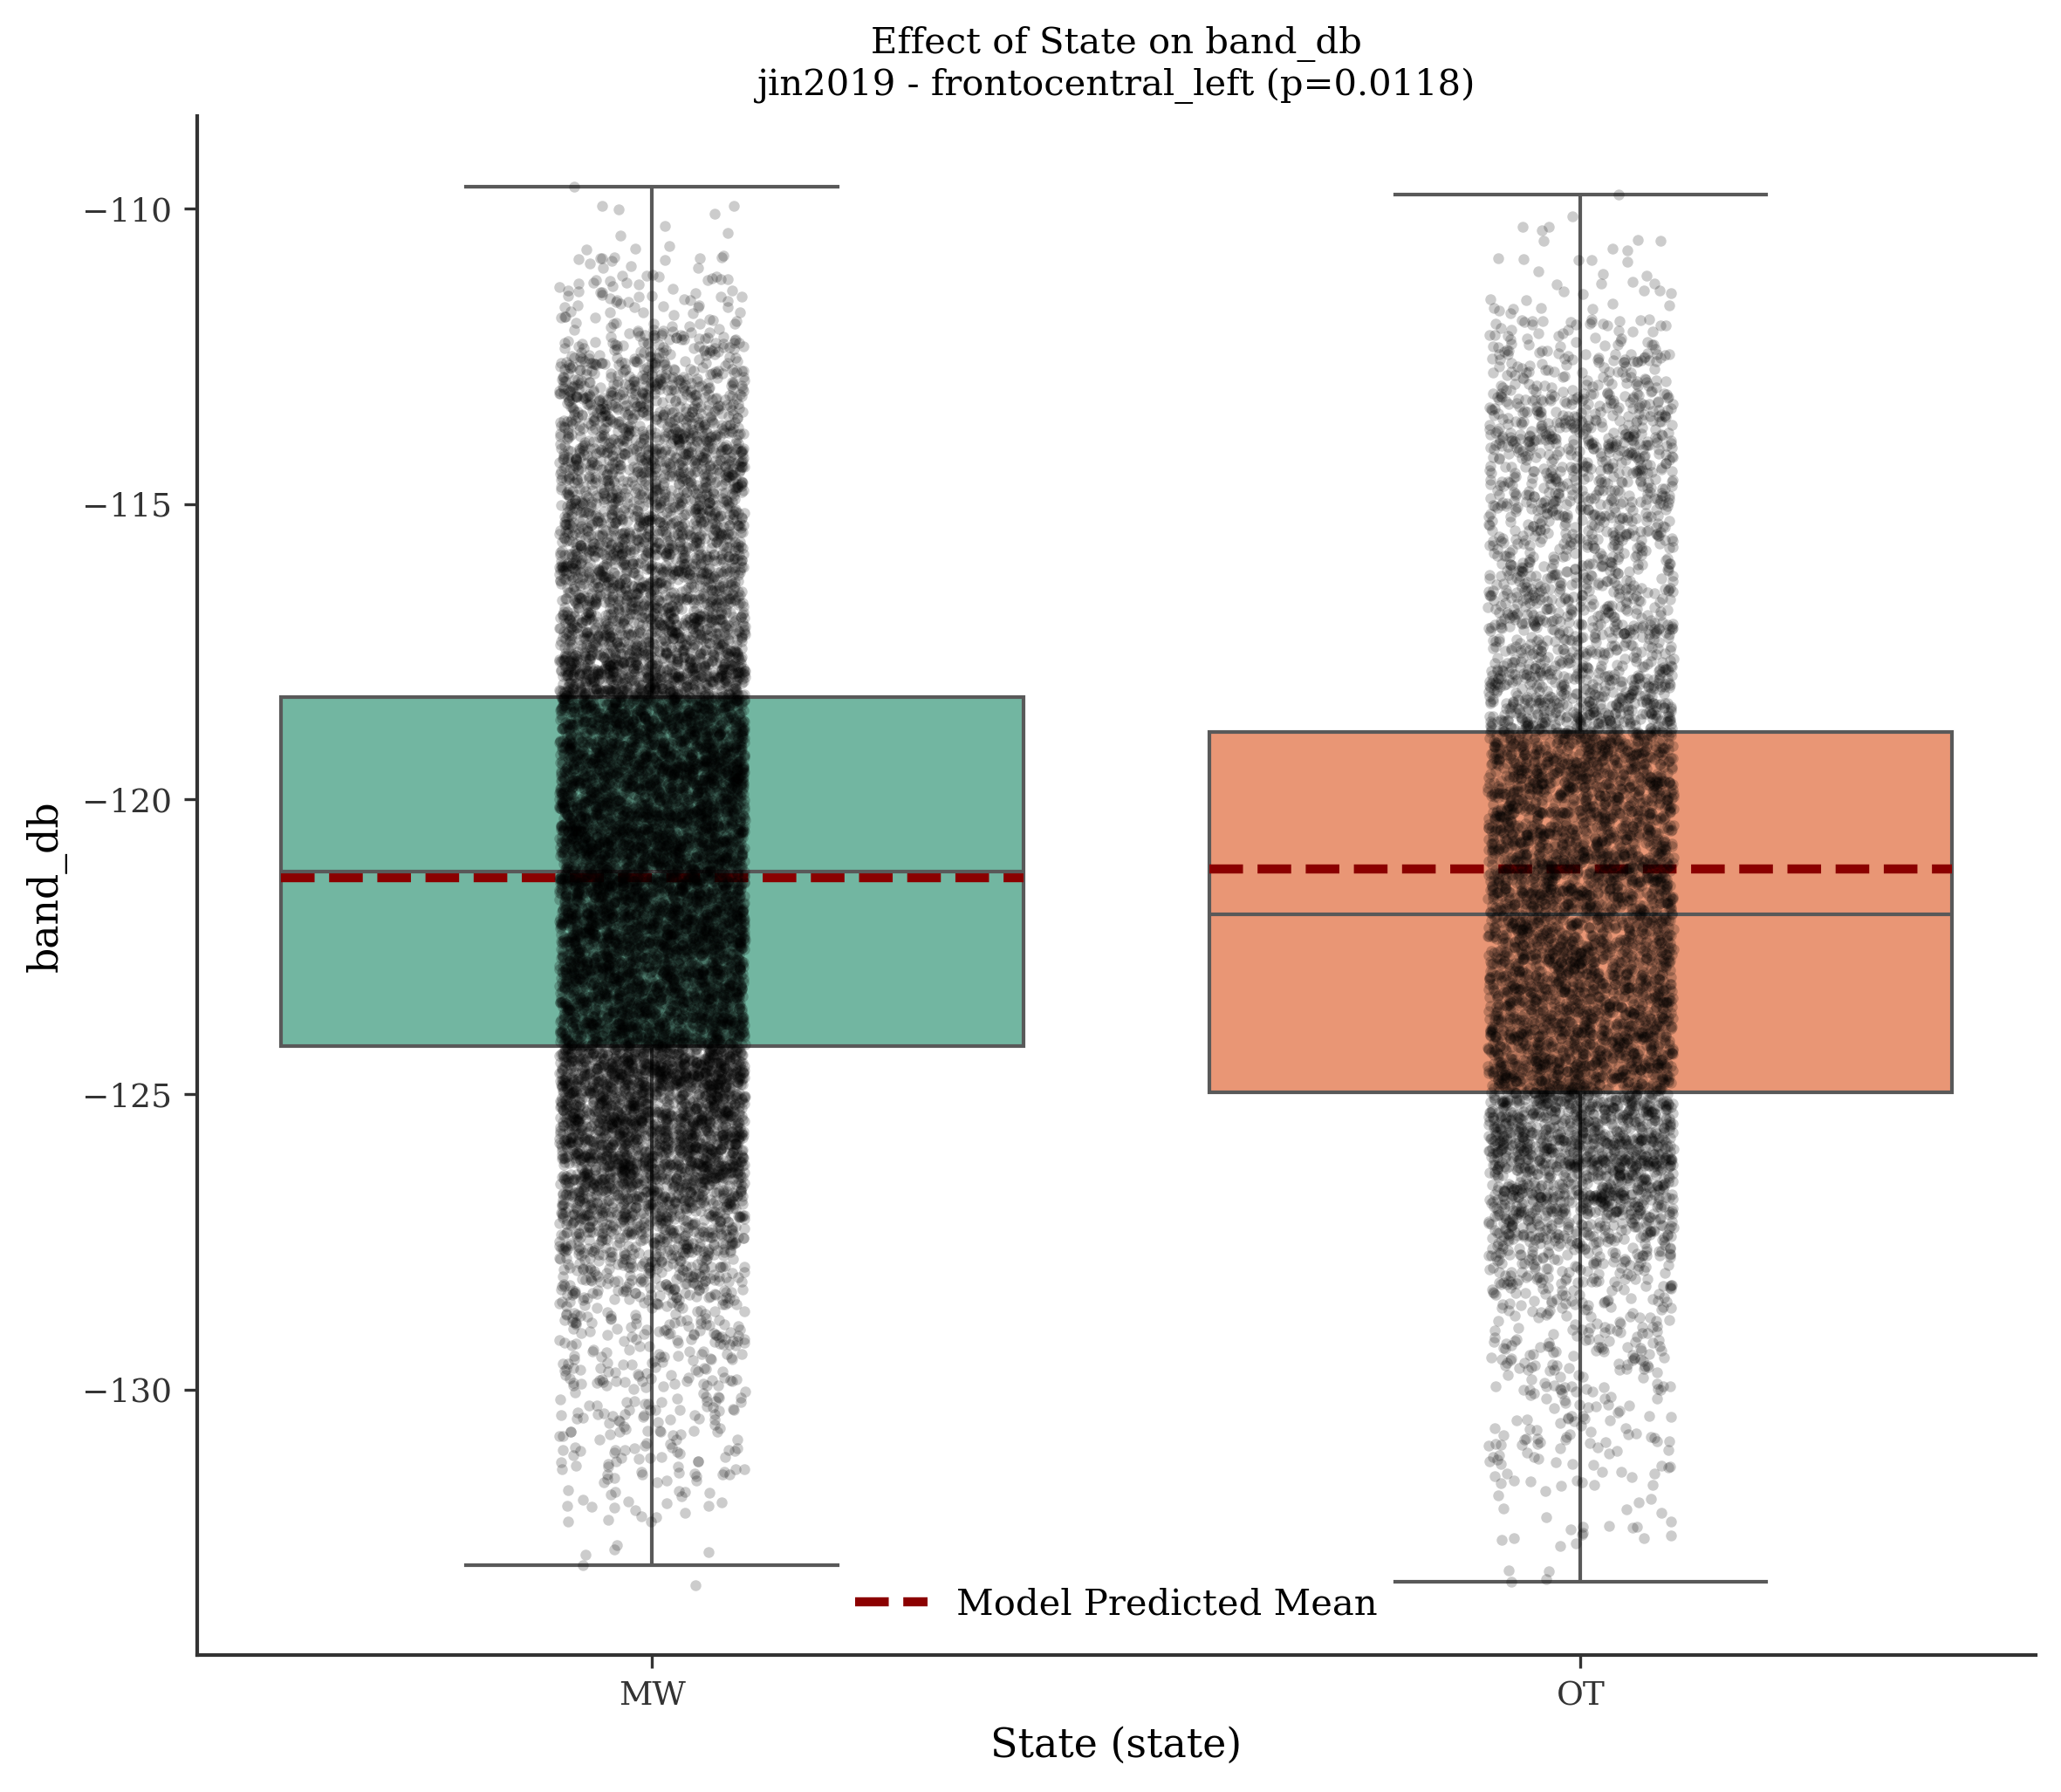 Effect of State on band_db
jin2019 - frontocentral_left (p=0.0118)
band_db
−110
−115
−120
−125
−130
Model Predicted Mean
MW
OT
State (state)